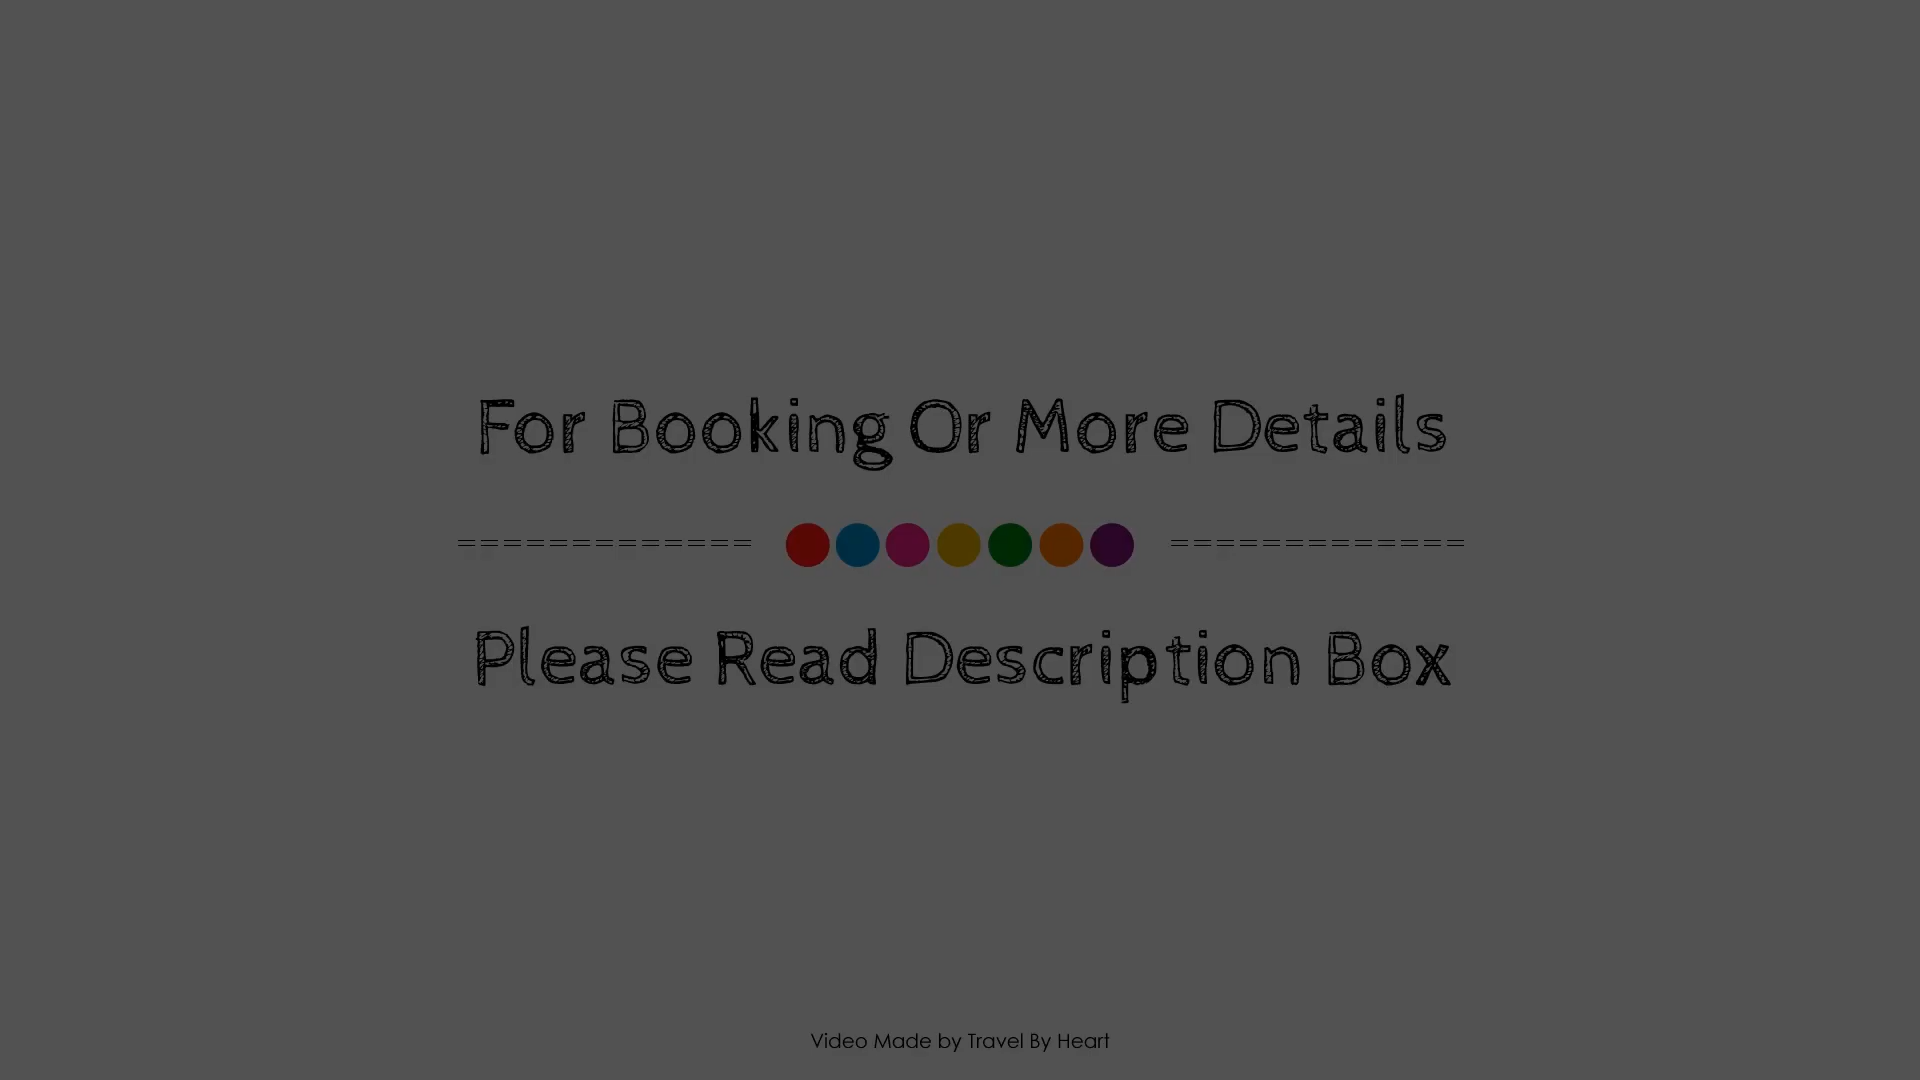 For Booking Or More Details
============= =============
Please Read Description Box
Video Made by Travel By Heart